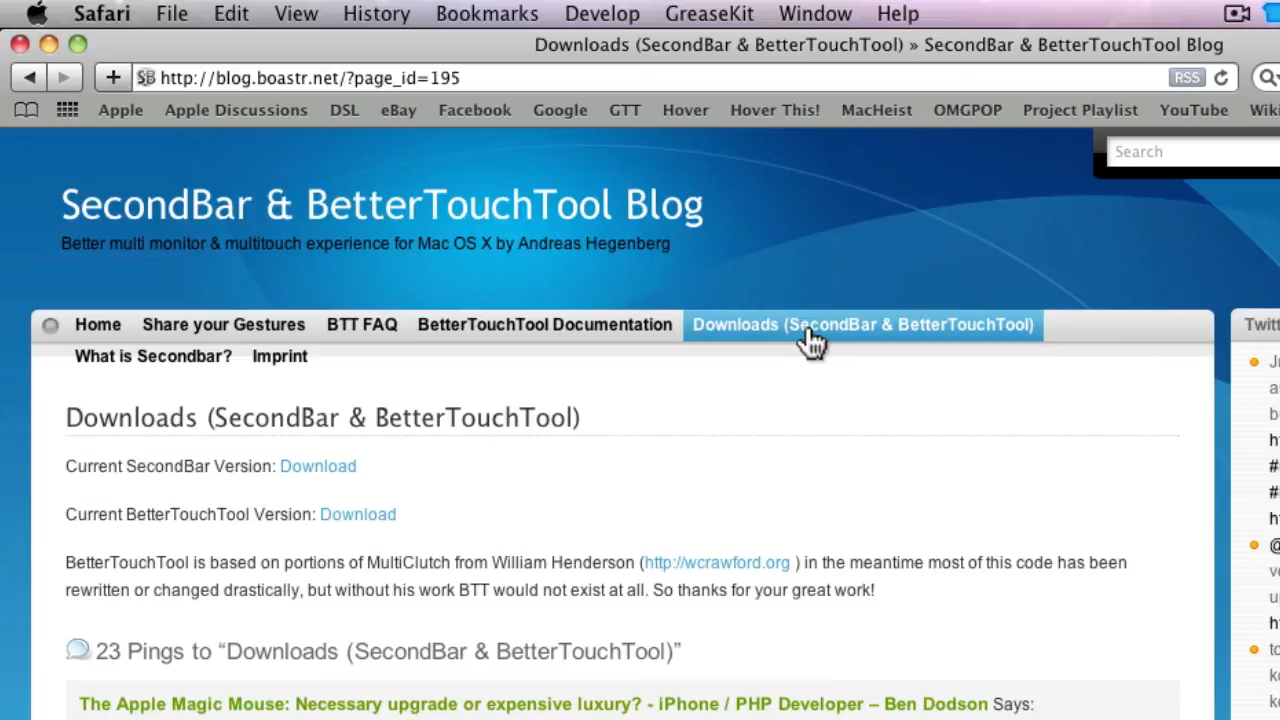 Safari File Edit View History Bookmarks Develop GreaseKit Window Help
Downloads (SecondBar & BetterTouchTool) » SecondBar & BetterTouchTool Blog
http://blog.boastr.net/?page_id=195 RSS
Apple Apple Discussions DSL eBay Facebook Google GTT Hover Hover This! MacHeist OMGPOP Project Playlist YouTube
Search
SecondBar & BetterTouchTool Blog
Better multi monitor & multitouch experience for Mac OS X by Andreas Hegenberg
Home Share your Gestures BTT FAQ BetterTouchTool Documentation Downloads (SecondBar & BetterTouchTool)
What is Secondbar? Imprint
Downloads (SecondBar & BetterTouchTool)
Current SecondBar Version: Download
Current BetterTouchTool Version: Download
BetterTouchTool is based on portions of MultiClutch from William Henderson (http://wcrawford.org ) in the meantime most of this code has been
rewritten or changed drastically, but without his work BTT would not exist at all. So thanks for your great work!
23 Pings to “Downloads (SecondBar & BetterTouchTool)”
The Apple Magic Mouse: Necessary upgrade or expensive luxury? - iPhone / PHP Developer – Ben Dodson Says: